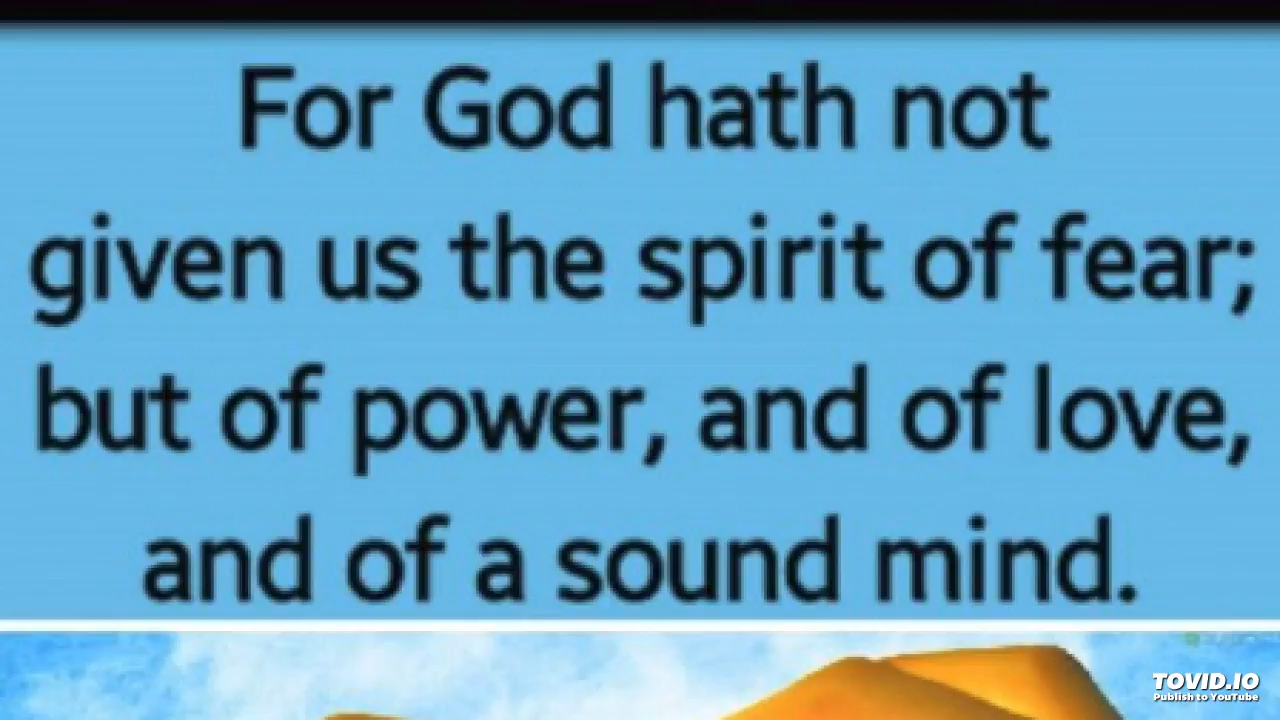 For God hath not
given us the spirit of fear;
but of power, and of love,
and of a sound mind.
TOVID.IO
Publish to YouTube